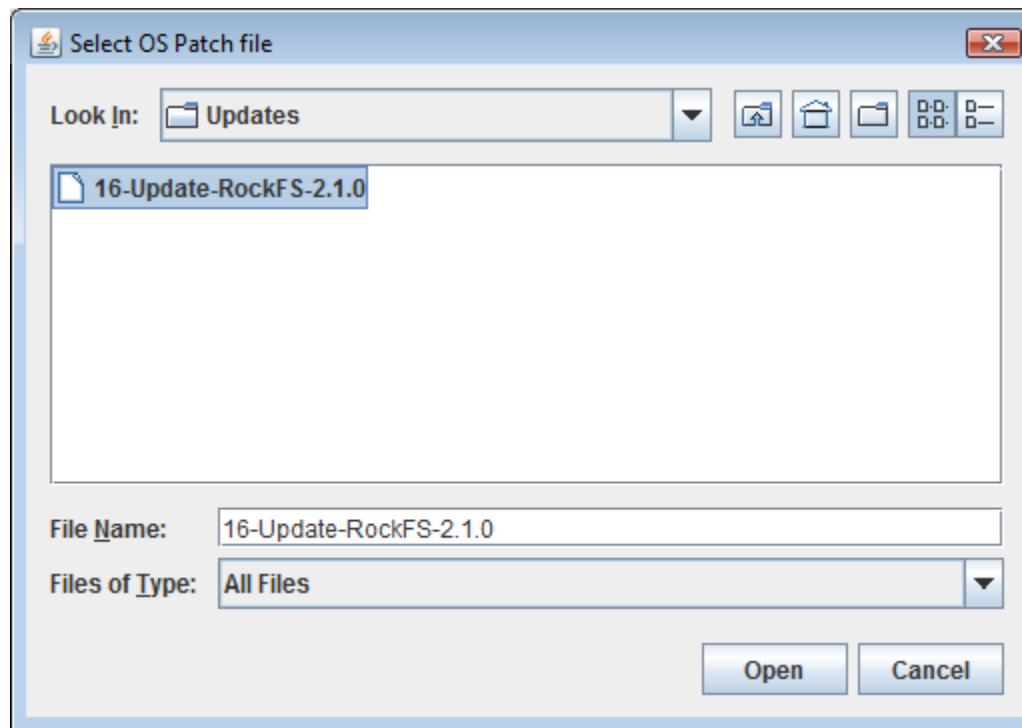 Select OS Patch file
Look In: Updates
16-Update-RockFS-2.1.0
File Name: 16-Update-RockFS-2.1.0
Files of Type: All Files
Open Cancel